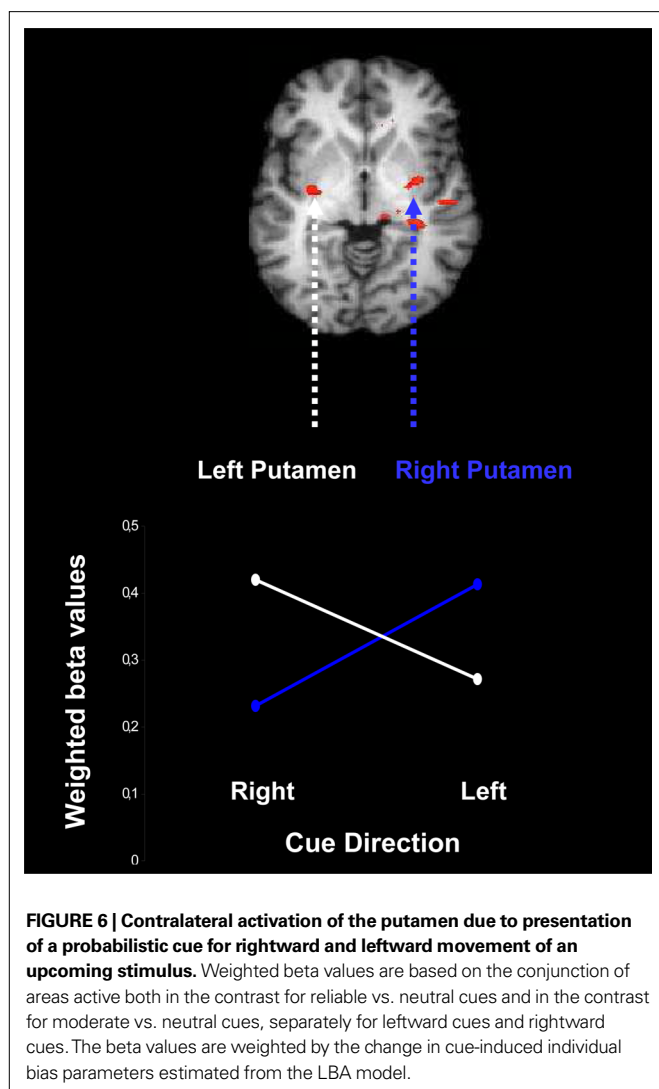 Left Putamen Right Putamen
Weighted beta values
0,5
0,4
0,3
0,2
0,1
0
Right Left
Cue Direction
FIGURE 6 | Contralateral activation of the putamen due to presentation
of a probabilistic cue for rightward and leftward movement of an
upcoming stimulus. Weighted beta values are based on the conjunction of
areas active both in the contrast for reliable vs. neutral cues and in the contrast
for moderate vs. neutral cues, separately for leftward cues and rightward
cues. The beta values are weighted by the change in cue-induced individual
bias parameters estimated from the LBA model.